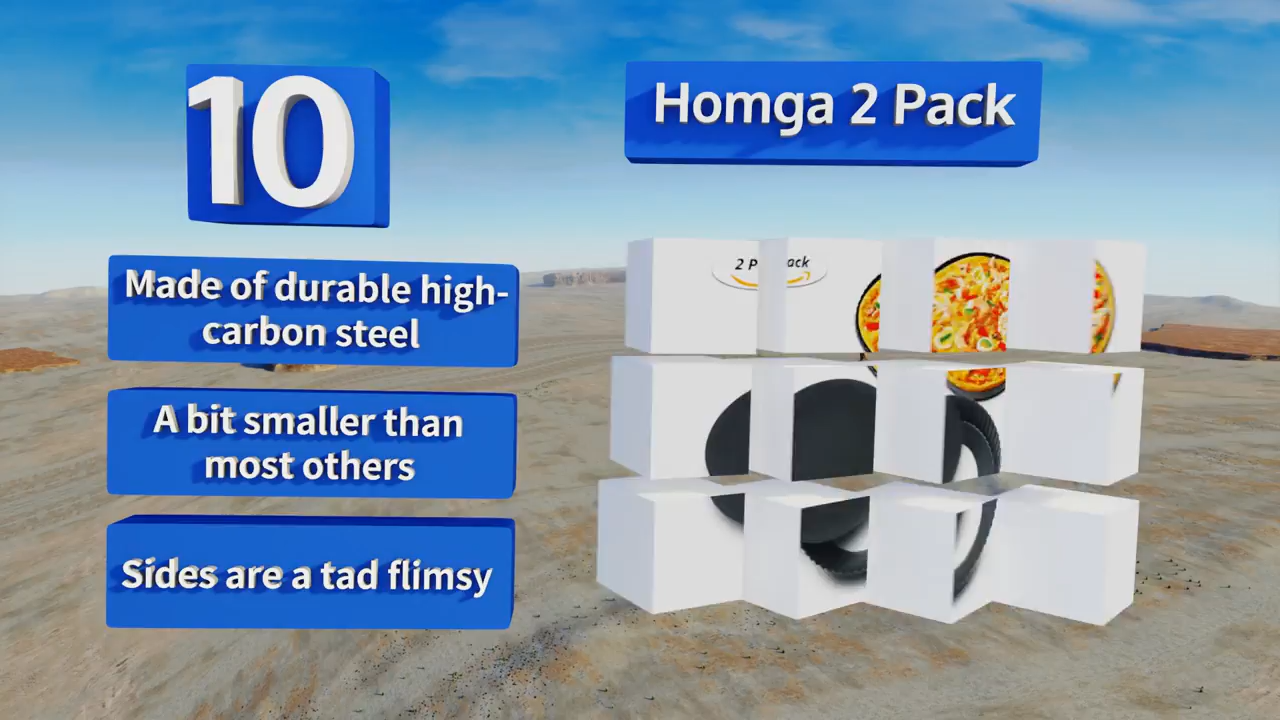 10
Homga 2 Pack
Made of durable high-
carbon steel
A bit smaller than
most others
Sides are a tad flimsy